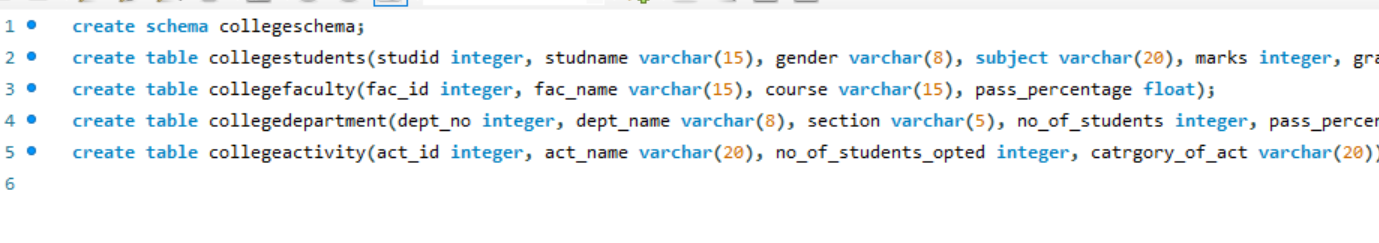 1 create schema collegeschema;
2 create table collegestudents(studid integer, studname varchar(15), gender varchar(8), subject varchar(20), marks integer, gra
3 create table collegefaculty(fac_id integer, fac_name varchar(15), course varchar(15), pass_percentage float);
4 create table collegedepartment(dept_no integer, dept_name varchar(8), section varchar(5), no_of_students integer, pass_percen
5 create table collegeactivity(act_id integer, act_name varchar(20), no_of_students_opted integer, catrgory_of_act varchar(20))
6